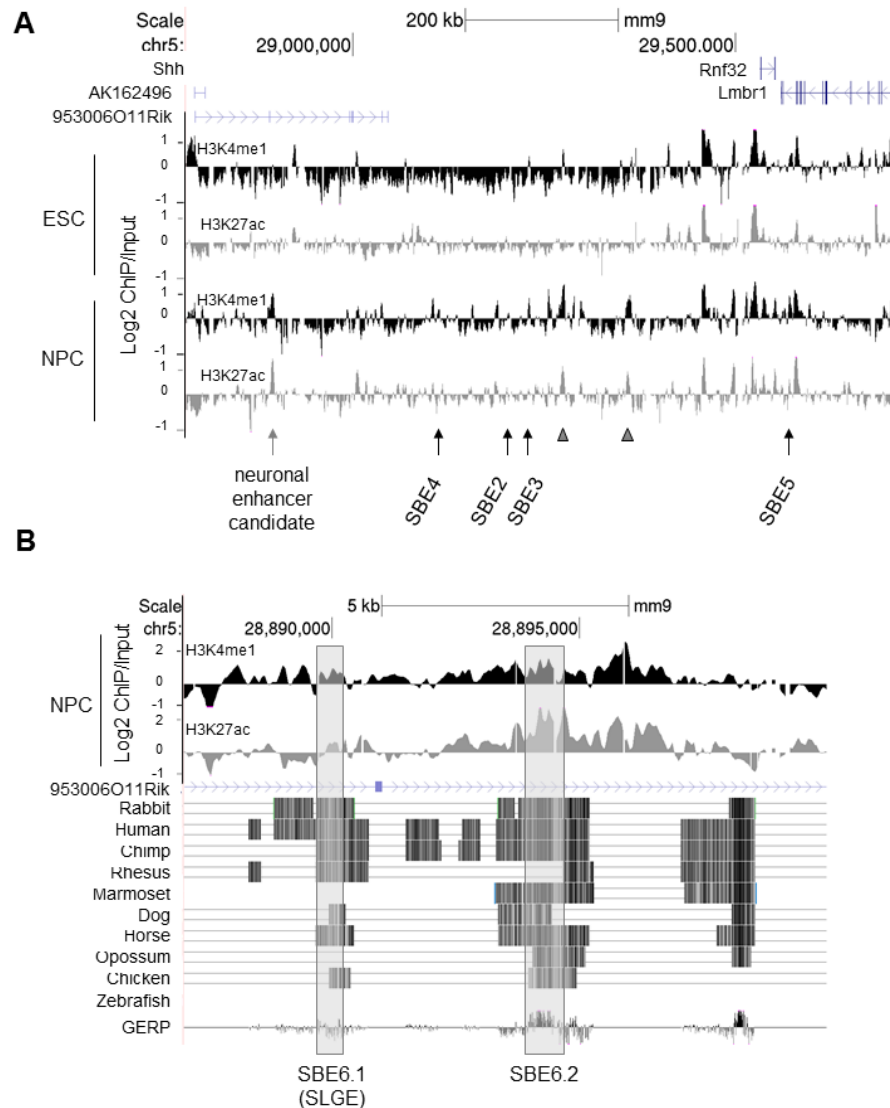 A
Scale 200 kb mm9
chr5: 29,000,000 29,500.000
Shh Rnf32
AK162496 Lmbr1
953006O11Rik
ESC
NPC
Log2 ChIP/Input
1
0
-1
H3K4me1
1
0
-1
H3K27ac
1
0
-1
H3K4me1
1
0
-1
H3K27ac
neuronal
enhancer
candidate
SBE4
SBE2
SBE3
SBE5
B
Scale 5 kb mm9
chr5: 28,890,000 28,895,000
NPC
Log2 ChIP/Input
2
0
-1
H3K4me1
2
0
-1
H3K27ac
953006O11Rik
Rabbit
Human
Chimp
Rhesus
Marmoset
Dog
Horse
Opossum
Chicken
Zebrafish
GERP
SBE6.1
(SLGE)
SBE6.2